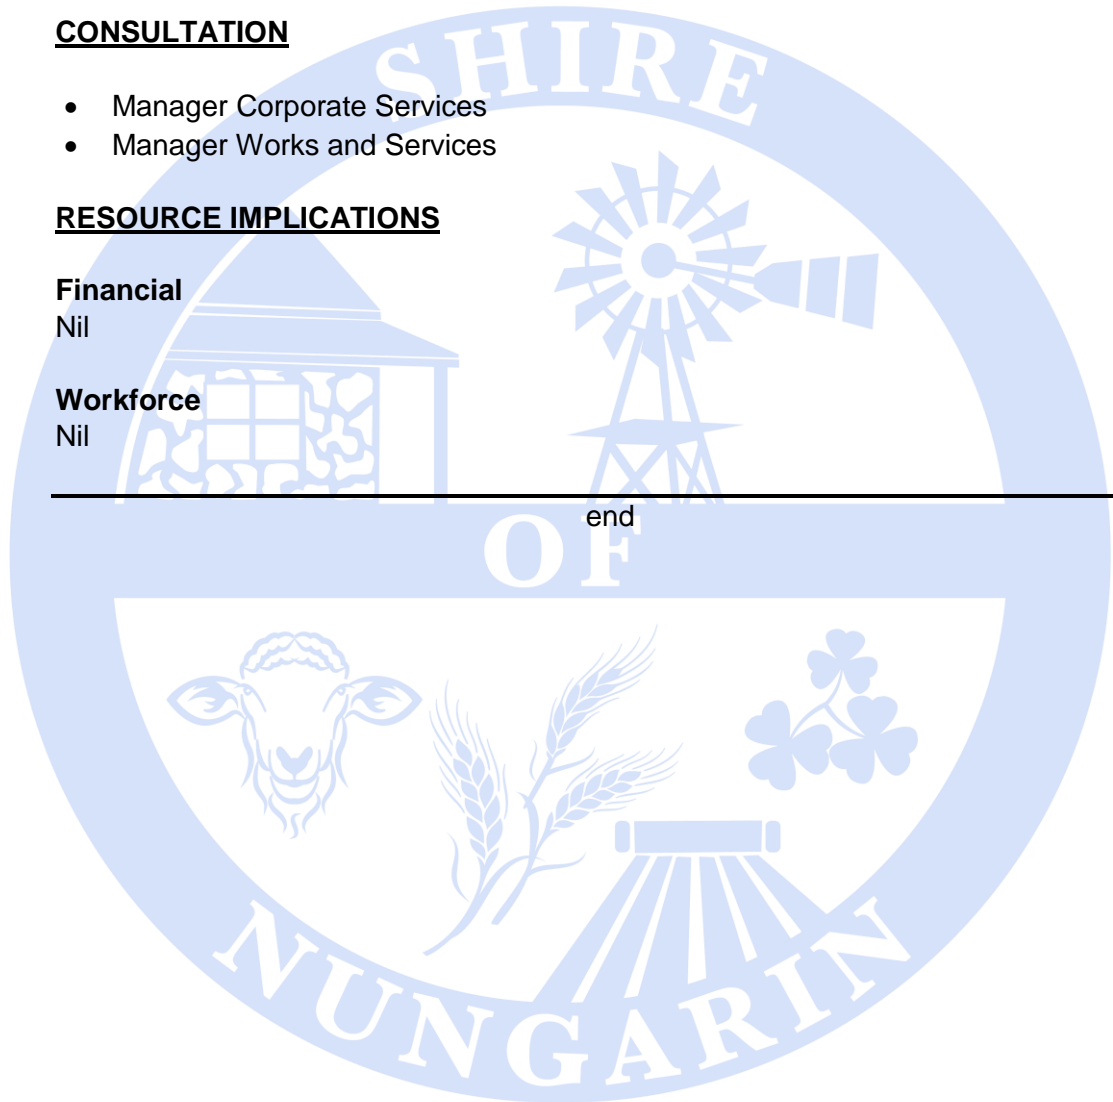 CONSULTATION
• Manager Corporate Services
• Manager Works and Services
RESOURCE IMPLICATIONS
Financial
Nil
Workforce
Nil
end
SHIRE
OF
NUNGARIN